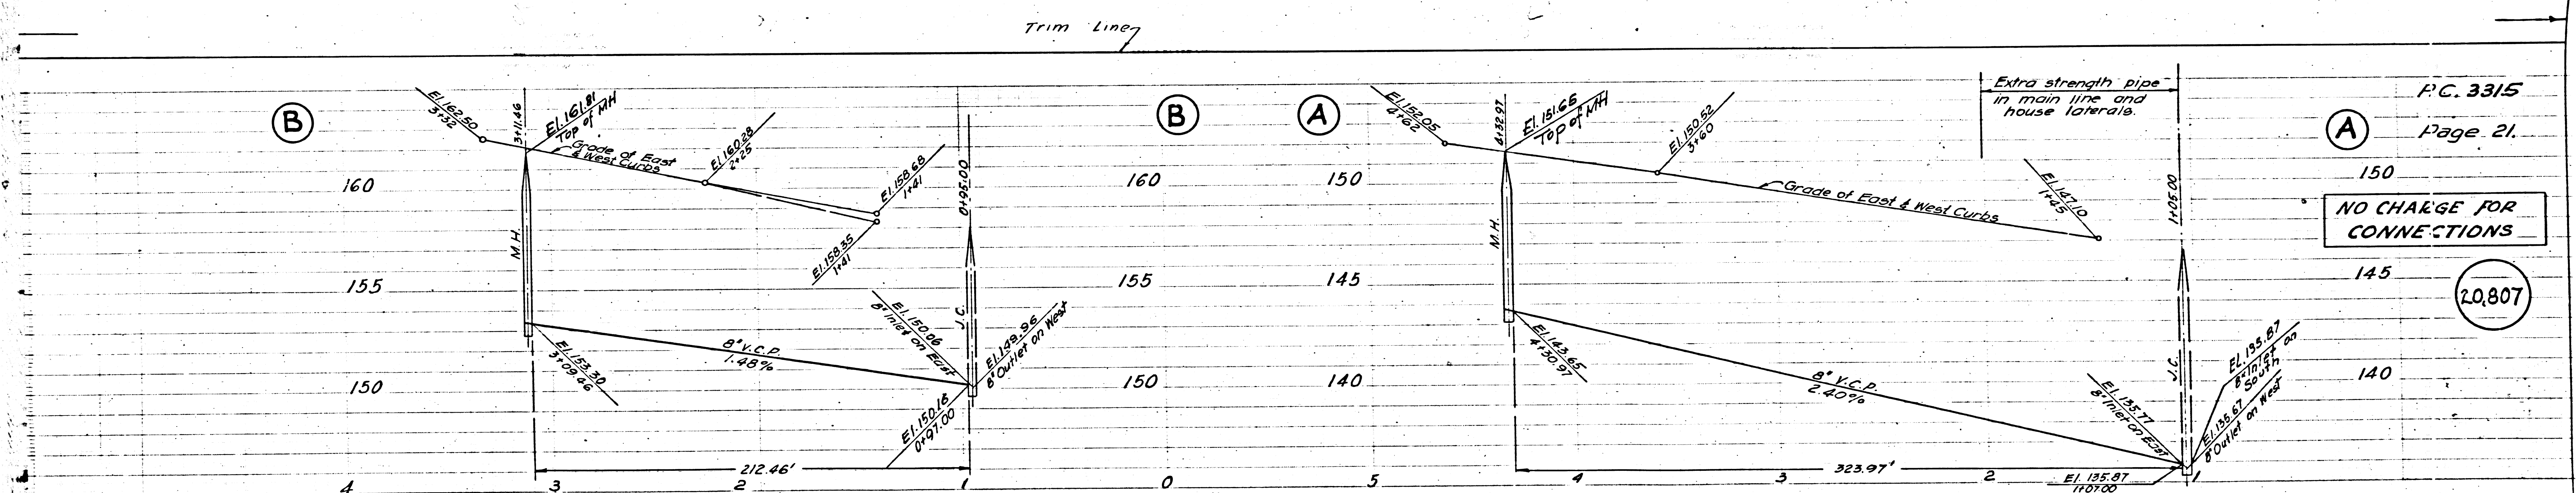 Trim Line
B
El. 162.50
3+32
3+11.46
El. 161.81
Top of MH
Grade of East
& West Curbs
El. 160.28
2+25
El. 158.68
1+41
El. 158.35
1+41
0+95.00
160
155
150
M.H.
El. 153.30
3+09.46
8" V.C.P.
1.48%
El. 150.06
8" Inlet on East
J.C.
El. 149.96
8" Outlet on West
El. 150.18
0+97.00
212.46'
4
3
2
1
0
B
160
155
150
A
150
145
140
El. 152.05
4+62
4+32.97
El. 151.65
Top of MH
El. 150.52
3+60
Grade of East & West Curbs
El. 147.10
1+45
M.H.
El. 143.65
4+30.97
8" V.C.P.
2.40%
323.97'
5
4
3
2
1
Extra strength pipe
in main line and
house laterals.
1+05.00
J.C.
El. 135.77
8" Inlet on East
El. 135.87
8" Inlet on
South
El. 135.67
8" Outlet on West
El. 135.87
1+07.00
P.C. 3315
A
Page 21.
150
NO CHARGE FOR
CONNECTIONS
145
20,807
140